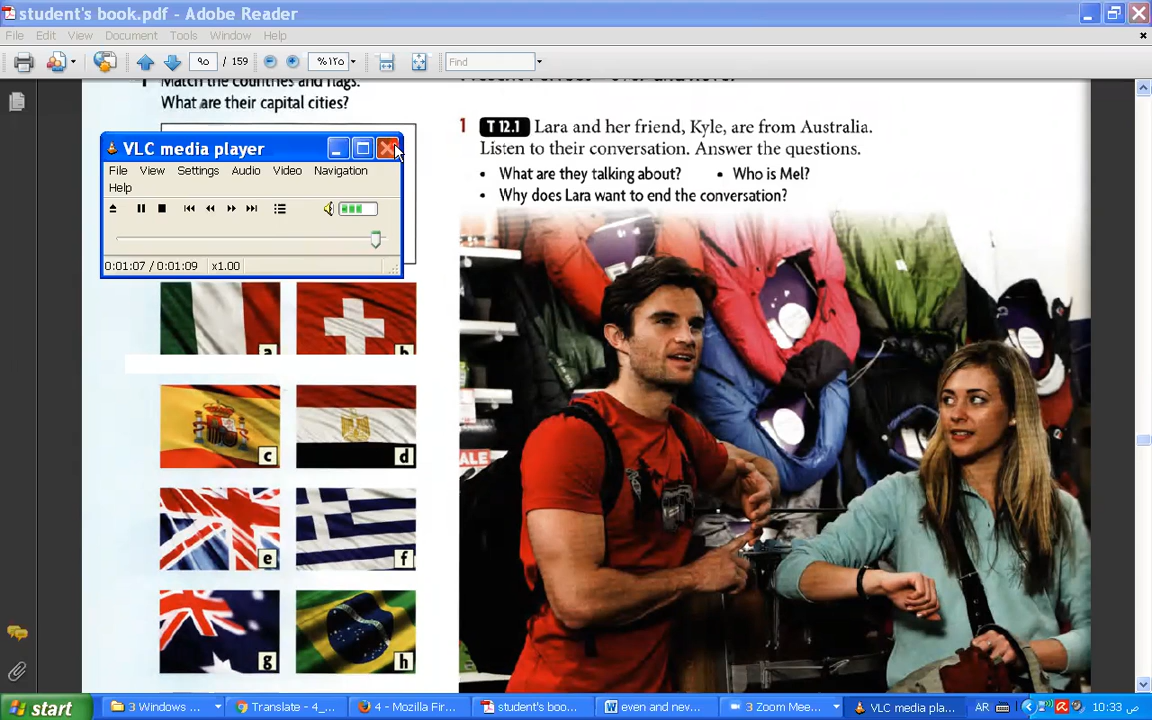 student's book.pdf - Adobe Reader
File Edit View Document Tools Window Help
٩٥ / 159
%١٢٥
Find
Match the countries and flags.
What are their capital cities?
VLC media player
File View Settings Audio Video Navigation
Help
0:01:07 / 0:01:09 x1.00
a
c
d
e
f
g
h
1 T 12.1 Lara and her friend, Kyle, are from Australia.
Listen to their conversation. Answer the questions.
• What are they talking about? • Who is Mel?
• Why does Lara want to end the conversation?
SALE
start
3 Windows ...
Translate - 4_...
4 - Mozilla Fir...
student's boo...
even and nev...
3 Zoom Mee...
VLC media pla...
AR
10:33 ص